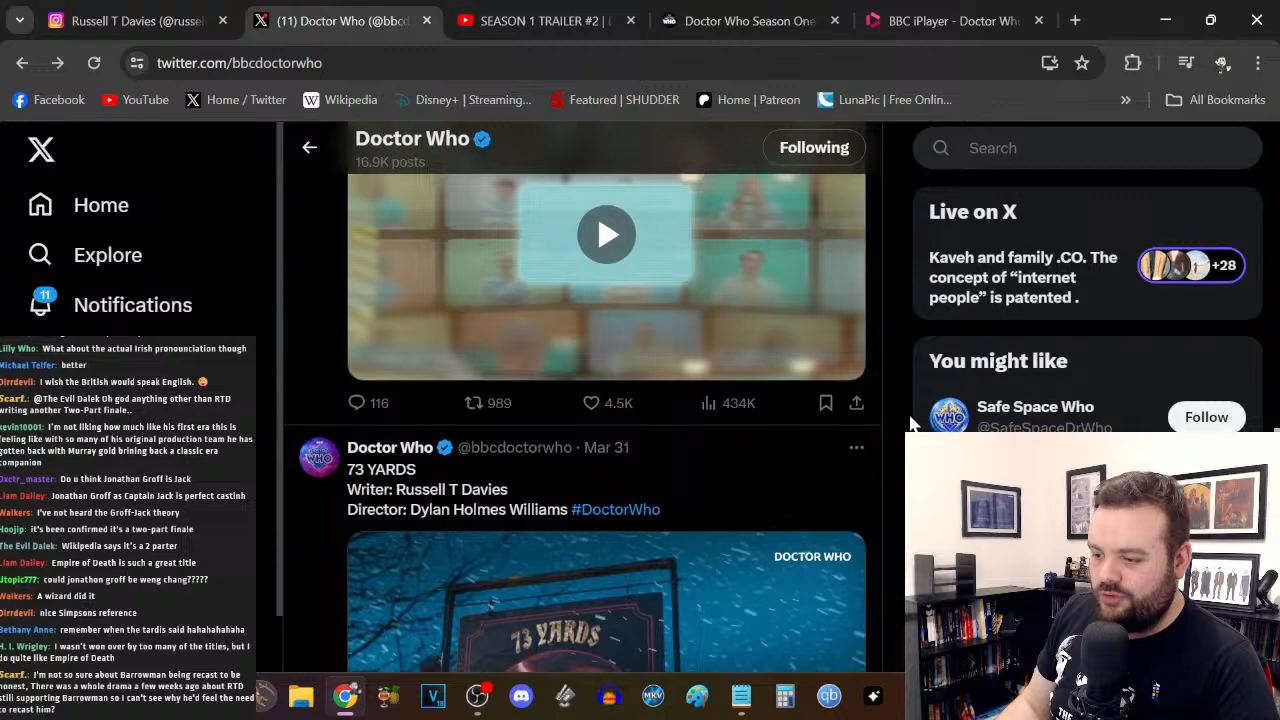 Russell T Davies (@russel
(11) Doctor Who (@bbcd
SEASON 1 TRAILER #2 |
Doctor Who Season One
BBC iPlayer - Doctor Wh
twitter.com/bbcdoctorwho
Facebook
YouTube
Home / Twitter
Wikipedia
Disney+ | Streaming...
Featured | SHUDDER
Home | Patreon
LunaPic | Free Onlin...
All Bookmarks
Home
Explore
11
Notifications
Doctor Who
16.9K posts
Following
116
989
4.5K
434K
Doctor Who @bbcdoctorwho · Mar 31
73 YARDS
Writer: Russell T Davies
Director: Dylan Holmes Williams #DoctorWho
DOCTOR WHO
73 YARDS
Search
Live on X
Kaveh and family .CO. The
concept of “internet
people” is patented .
+28
You might like
Safe Space Who
@SafeSpaceDrWho
Follow
Lilly Who: What about the actual Irish pronounciation though
Michael Telfer: better
Dirrdevil: I wish the British would speak English.
Scarf.: @The Evil Dalek Oh god anything other than RTD
writing another Two-Part finale..
kevin10001: I'm not liking how much like his first era this is
feeling like with so many of his original production team he has
gotten back with Murray gold brining back a classic era
companion
Dxctr_master: Do u think Jonathan Groff is Jack
Liam Dailey: Jonathan Groff as Captain Jack is perfect castinh
Walkers: I've not heard the Groff-Jack theory
Hoojip: it's been confirmed it's a two-part finale
The Evil Dalek: Wikipedia says it's a 2 parter
Liam Dailey: Empire of Death is such a great title
Utopic777: could jonathon groff be weng chang?????
Walkers: A wizard did it
Dirrdevil: nice Simpsons reference
Bethany Anne: remember when the tardis said hahahahaha
H. I. Wrigley: I wasn't won over by too many of the titles, but I
do quite like Empire of Death
Scarf.: I'm not so sure about Barrowman being recast to be
honest, There was a whole drama a few weeks ago about RTD
still supporting Barrowman so I can't see why he'd feel the need
to recast him?